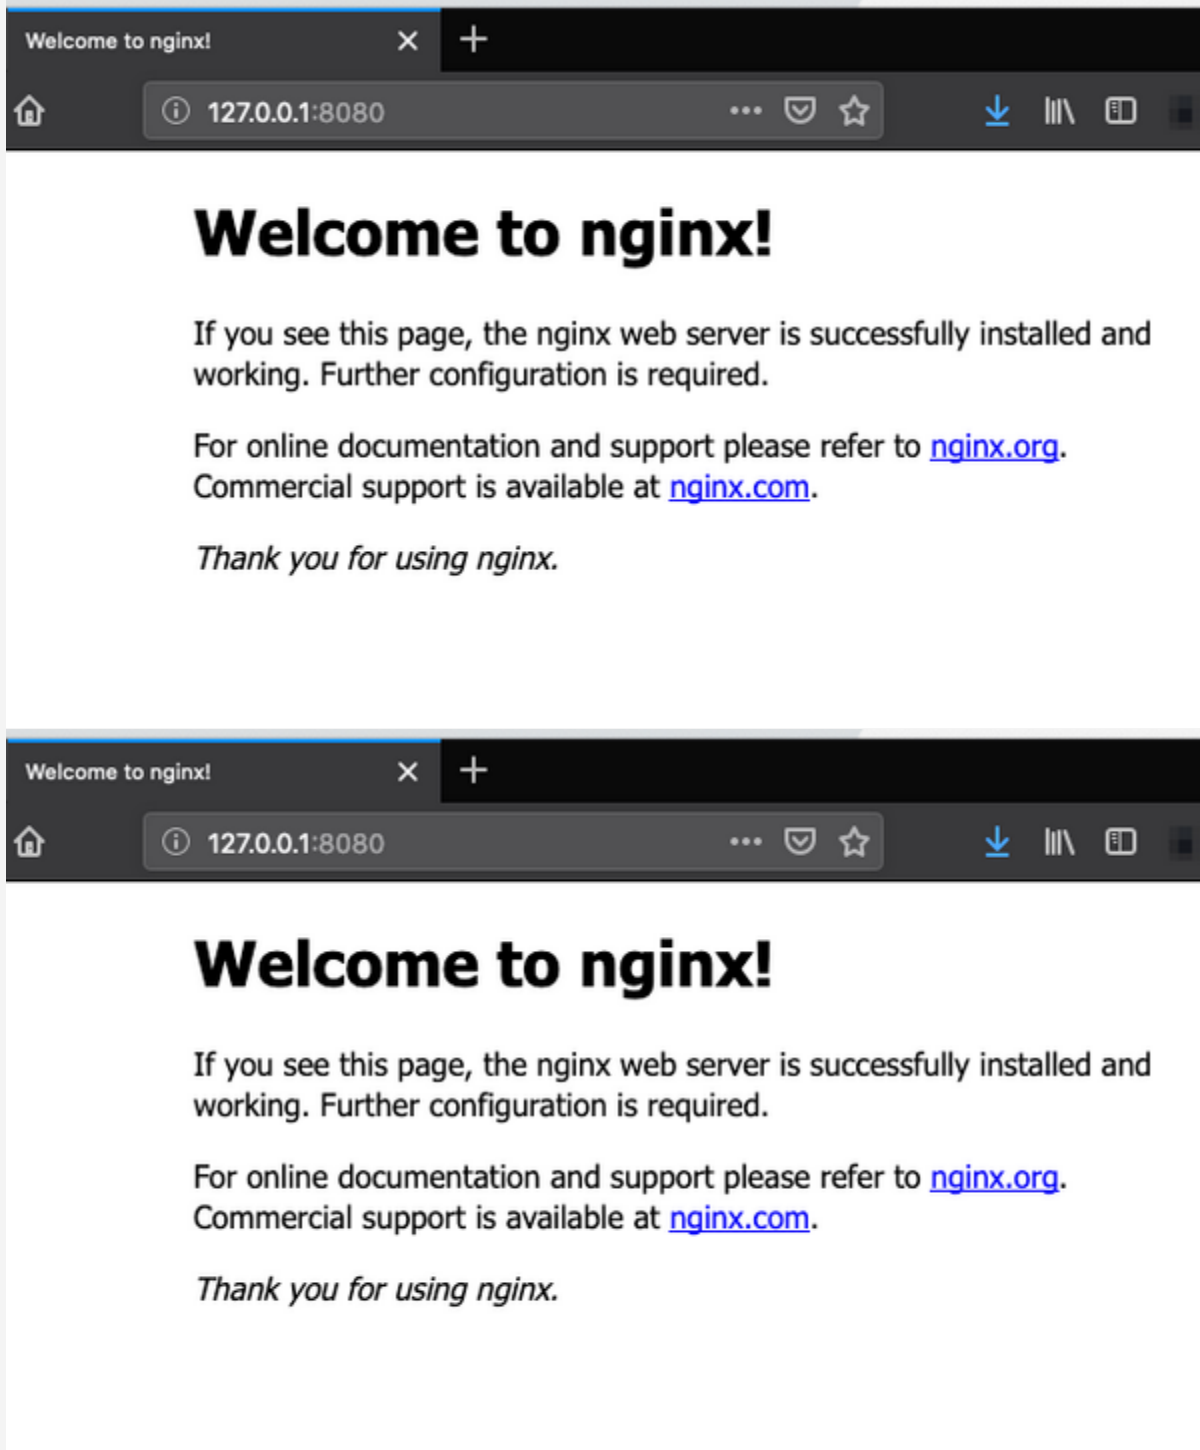 Welcome to nginx!
127.0.0.1:8080
Welcome to nginx!
If you see this page, the nginx web server is successfully installed and
working. Further configuration is required.
For online documentation and support please refer to nginx.org.
Commercial support is available at nginx.com.
Thank you for using nginx.
Welcome to nginx!
127.0.0.1:8080
Welcome to nginx!
If you see this page, the nginx web server is successfully installed and
working. Further configuration is required.
For online documentation and support please refer to nginx.org.
Commercial support is available at nginx.com.
Thank you for using nginx.